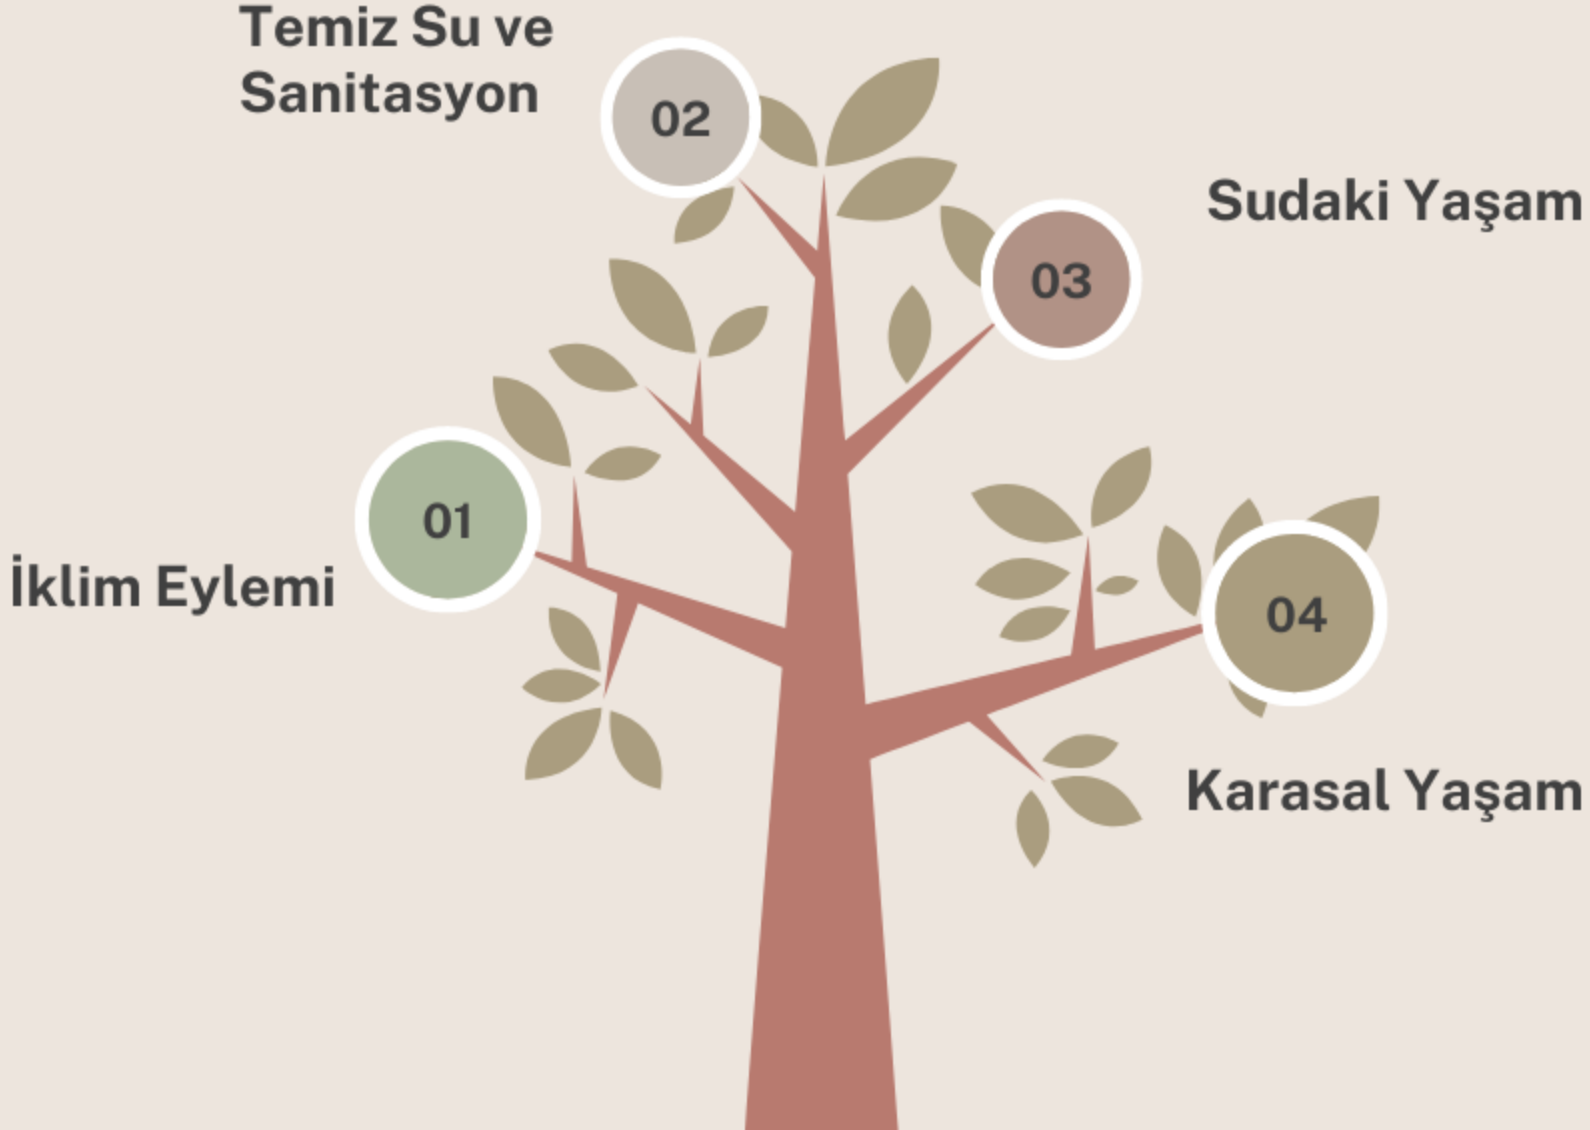 Temiz Su ve
Sanitasyon
02
Sudaki Yaşam
03
01
İklim Eylemi
04
Karasal Yaşam